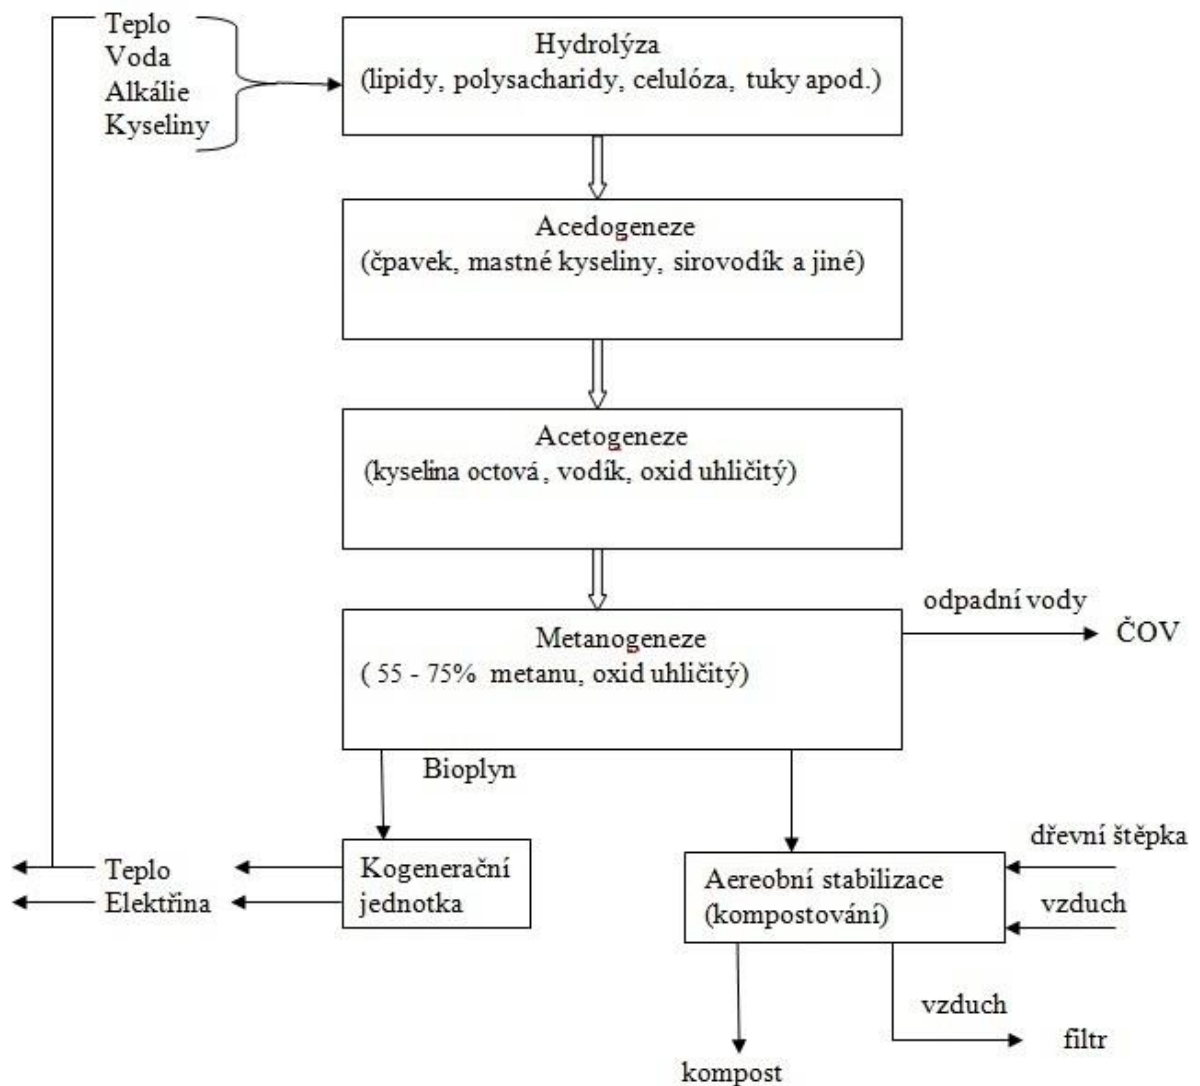 Teplo
Voda
Alkálie
Kyseliny
Hydrolýza
(lipidy, polysacharidy, celulóza, tuky apod.)
Acedogeneze
(čpavek, mastné kyseliny, sirovodík a jiné)
Acetogeneze
(kyselina octová, vodík, oxid uhličitý)
Metanogeneze
( 55 - 75% metanu, oxid uhličitý)
odpadní vody
ČOV
Bioplyn
Teplo
Elektřina
Kogenerační
jednotka
Aereobní stabilizace
(kompostování)
dřevní štěpka
vzduch
vzduch
filtr
kompost